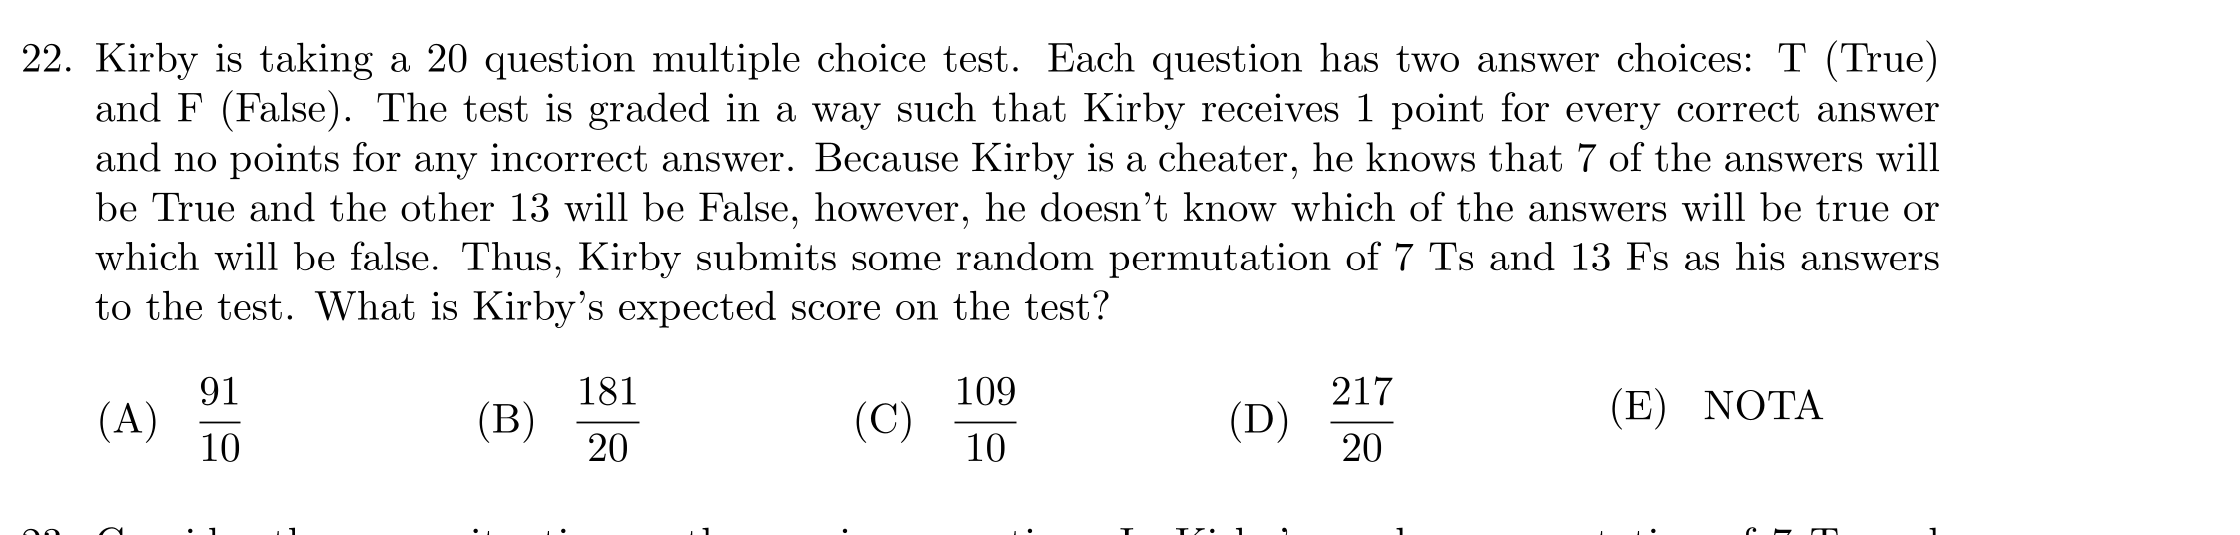 22. Kirby is taking a 20 question multiple choice test. Each question has two answer choices: T (True)
and F (False). The test is graded in a way such that Kirby receives 1 point for every correct answer
and no points for any incorrect answer. Because Kirby is a cheater, he knows that 7 of the answers will
be True and the other 13 will be False, however, he doesn't know which of the answers will be true or
which will be false. Thus, Kirby submits some random permutation of 7 Ts and 13 Fs as his answers
to the test. What is Kirby's expected score on the test?
(A) 91/10 (B) 181/20 (C) 109/10 (D) 217/20 (E) NOTA